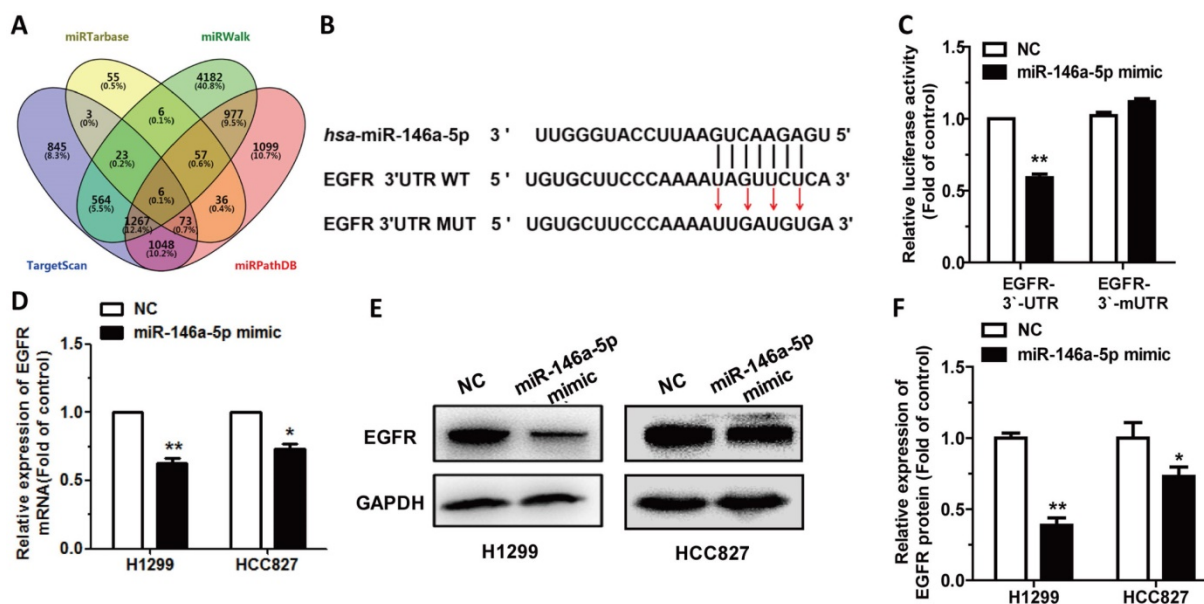 A
miRTarbase
miRWalk
55
(0.5%)
4182
(40.8%)
3
(0%)
6
(0.1%)
977
(9.5%)
845
(8.3%)
23
(0.2%)
57
(0.6%)
1099
(10.7%)
564
(5.5%)
6
(0.1%)
36
(0.4%)
1267
(12.4%)
73
(0.7%)
1048
(10.2%)
TargetScan
miRPathDB
B
hsa-miR-146a-5p 3 ' UUGGGUACCUUAAGUCAAGAGU 5'
EGFR 3'UTR WT 5 ' UGUGCUUCCCAAAAUAGUUCUCA 3'
EGFR 3'UTR MUT 5 ' UGUGCUUCCCAAAAUUGAUGUGA 3'
C
NC
miR-146a-5p mimic
Relative luciferase activity
(Fold of control)
1.5
1.0
0.5
0.0
**
EGFR-
3`-UTR
EGFR-
3`-mUTR
D
NC
miR-146a-5p mimic
Relative expression of EGFR
mRNA(Fold of control)
1.5
1.0
0.5
0.0
**
*
H1299
HCC827
E
NC
miR-146a-5p
mimic
NC
miR-146a-5p
mimic
EGFR
GAPDH
H1299
HCC827
F
NC
miR-146a-5p mimic
Relative expression of
EGFR protein (Fold of control)
1.5
1.0
0.5
0.0
**
*
H1299
HCC827